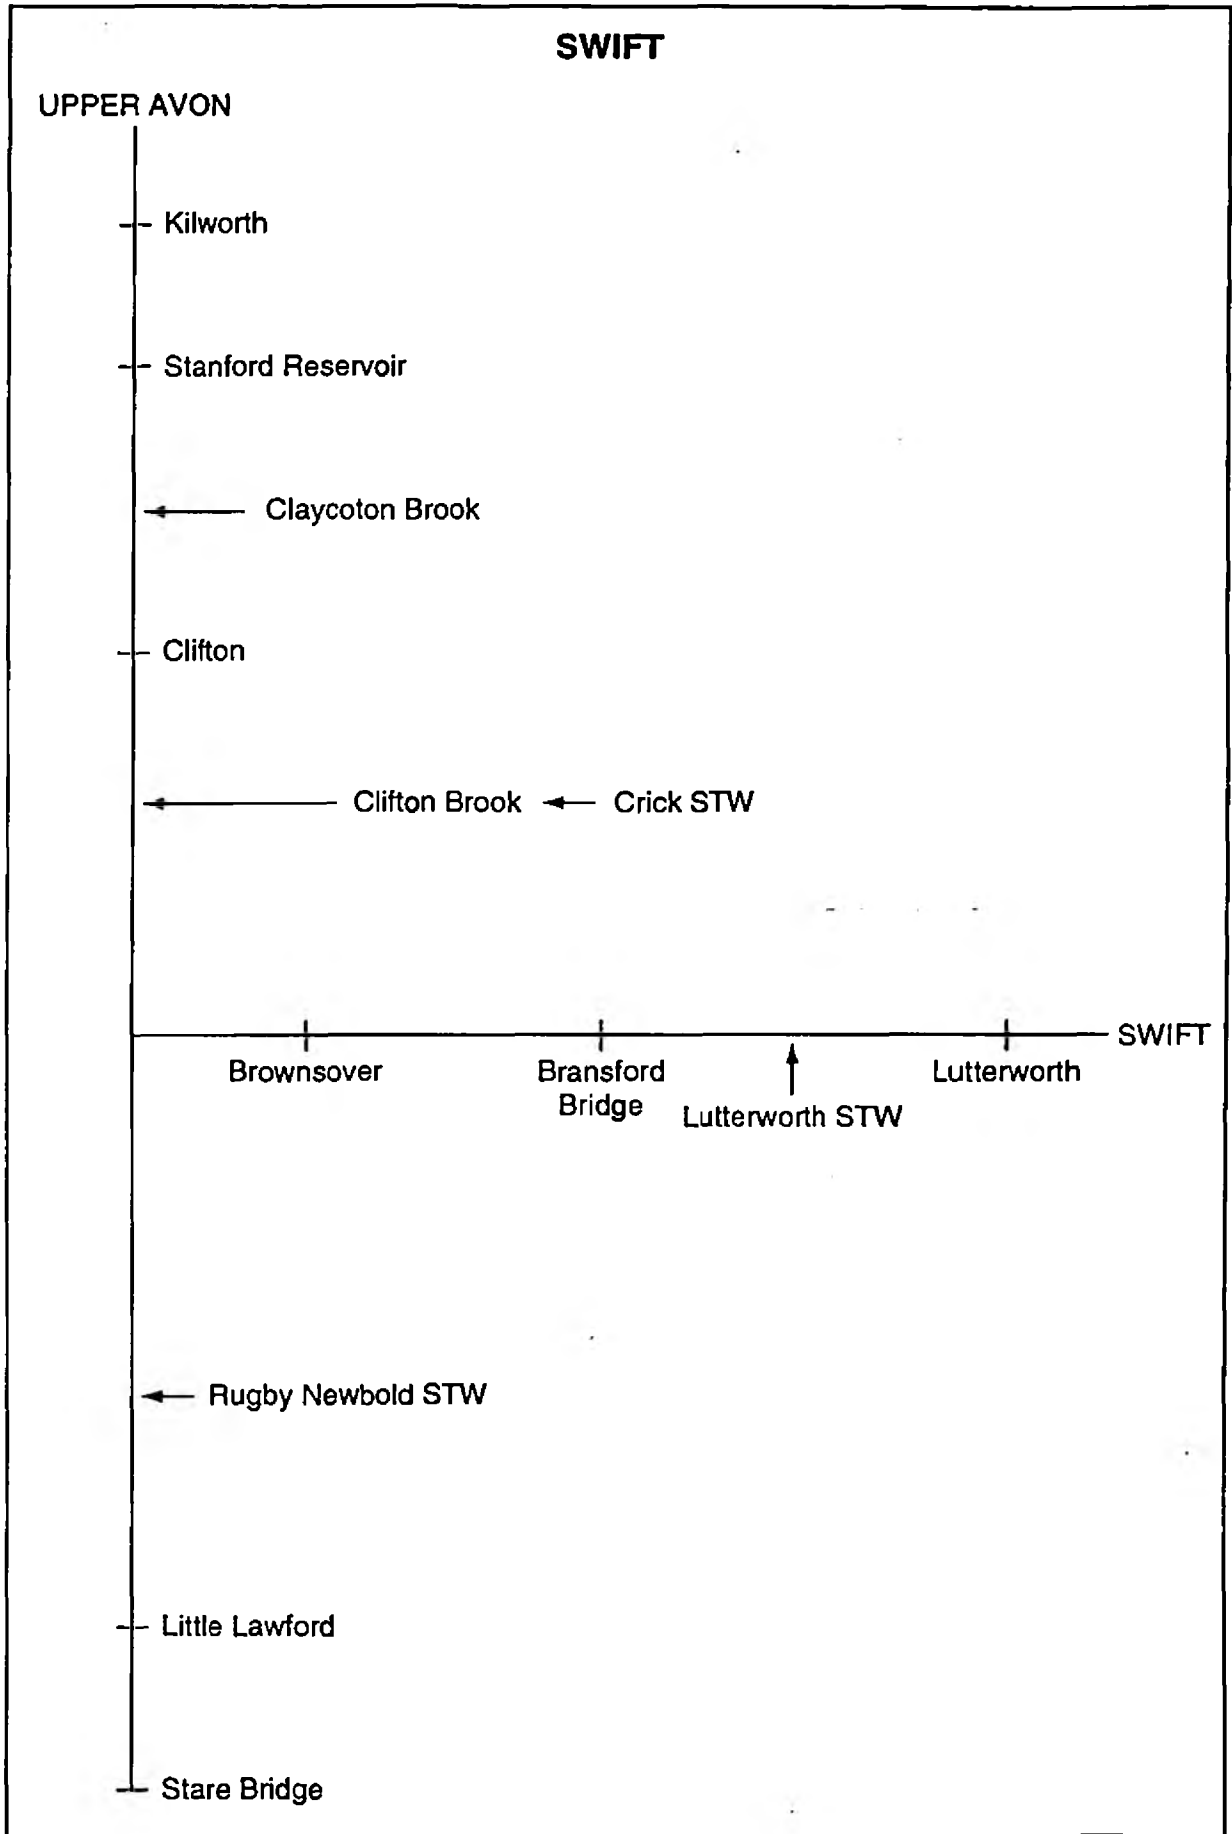 SWIFT
UPPER AVON
Kilworth
Stanford Reservoir
Claycoton Brook
Clifton
Clifton Brook
Crick STW
SWIFT
Brownsover
Bransford
Bridge
Lutterworth STW
Lutterworth
Rugby Newbold STW
Little Lawford
Stare Bridge